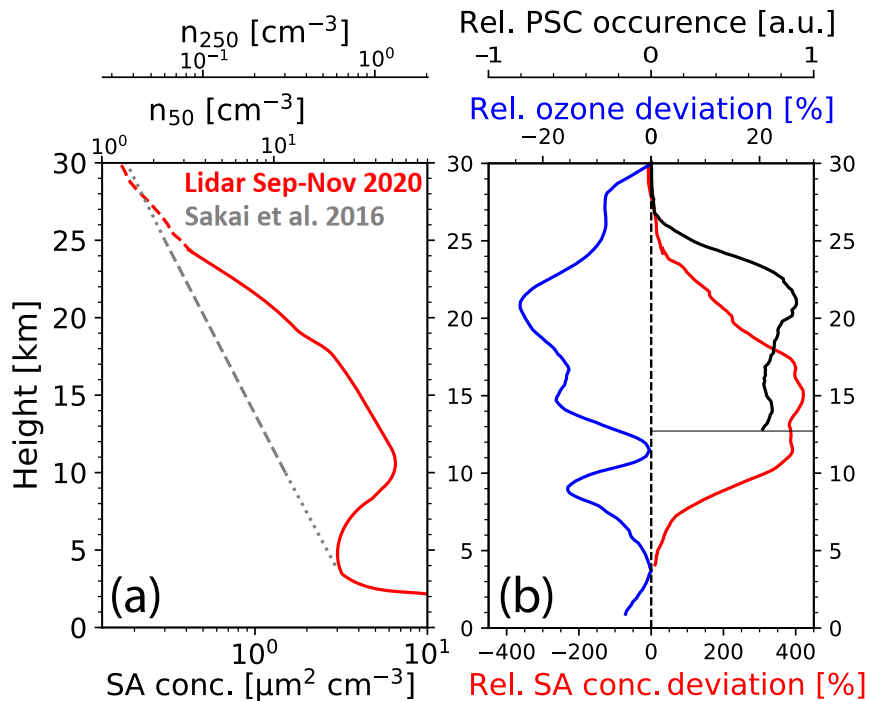 n250 [cm−3]
10−1 100
n50 [cm−3]
100 101
Lidar Sep-Nov 2020
Sakai et al. 2016
30
25
20
15
10
5
0
Height [km]
(a)
100 101
SA conc. [μm2 cm−3]
Rel. PSC occurence [a.u.]
−1 0 1
Rel. ozone deviation [%]
−20 0 20
30 30
25 25
20 20
15 15
10 10
5 5
0 0
(b)
−400 −200 0 200 400
Rel. SA conc. deviation [%]